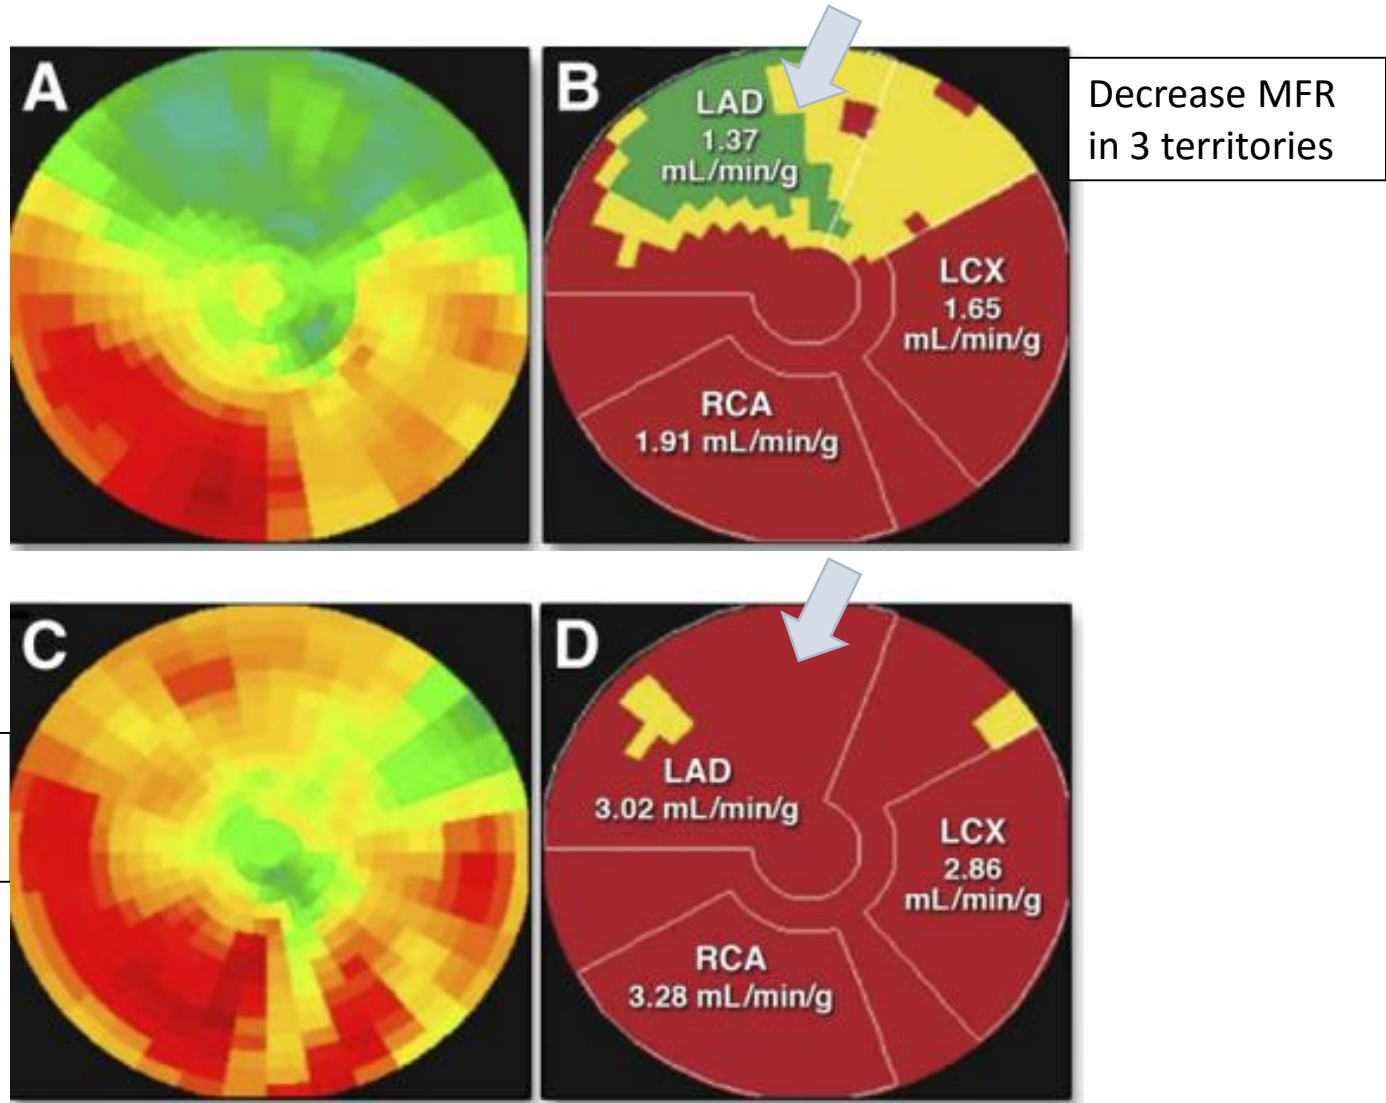 A
B
LAD
1.37
mL/min/g
Decrease MFR
in 3 territories
LCX
1.65
mL/min/g
RCA
1.91 mL/min/g
C
D
LAD
3.02 mL/min/g
LCX
2.86
mL/min/g
RCA
3.28 mL/min/g